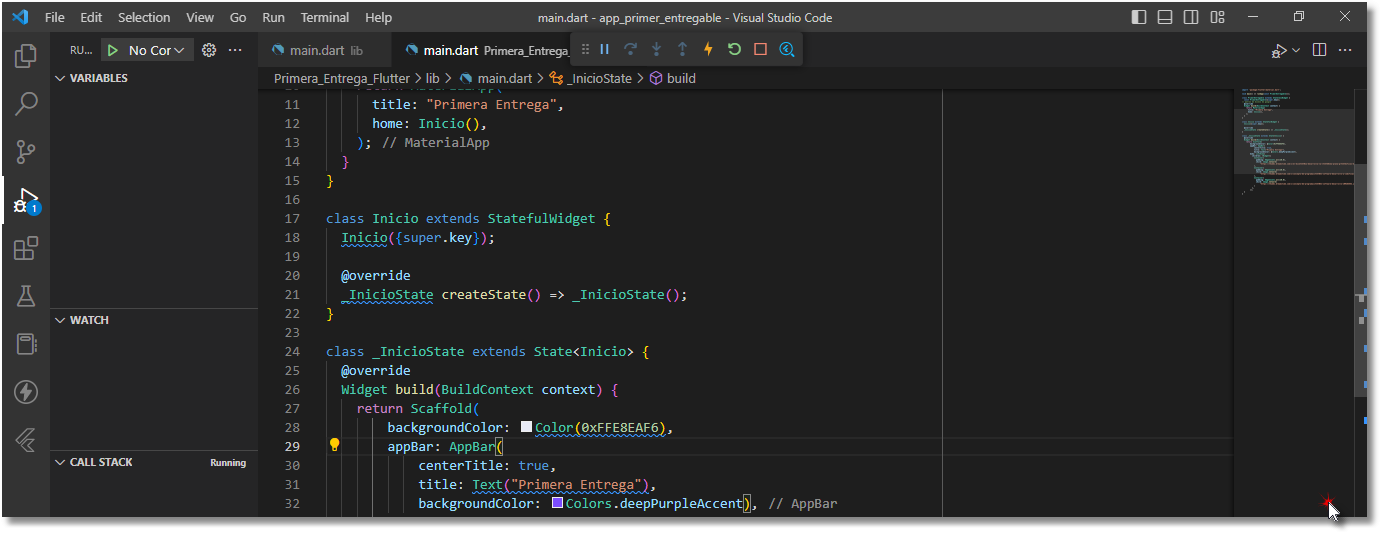 File Edit Selection View Go Run Terminal Help main.dart - app_primer_entregable - Visual Studio Code
RU... No Cor main.dart lib main.dart Primera_Entrega_
VARIABLES
Primera_Entrega_Flutter > lib > main.dart > _InicioState > build
11 title: "Primera Entrega",
12 home: Inicio(),
13 ); // MaterialApp
14 }
15 }
16
17 class Inicio extends StatefulWidget {
18 Inicio({super.key});
19
20 @override
21 _InicioState createState() => _InicioState();
22 }
23
24 class _InicioState extends State<Inicio> {
25 @override
26 Widget build(BuildContext context) {
27 return Scaffold(
28 backgroundColor: Color(0xFFE8EAF6),
29 appBar: AppBar(
30 centerTitle: true,
31 title: Text("Primera Entrega"),
32 backgroundColor: Colors.deepPurpleAccent), // AppBar
1
WATCH
CALL STACK Running